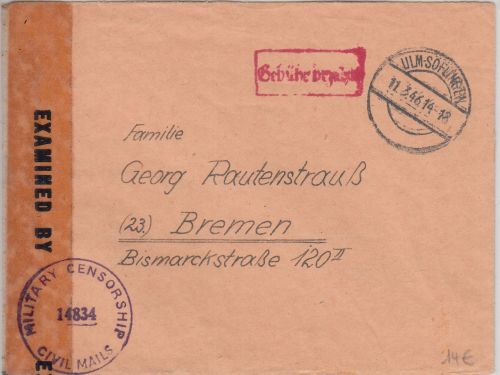 Gebühr bezahlt
ULM-SÖFLINGEN
11.3.46 14-18
Familie
Georg Rautenstrauß
(23.) Bremen
Bismarckstraße 120 II
EXAMINED BY
E
MILITARY CENSORSHIP
14834
CIVIL MAILS
14€